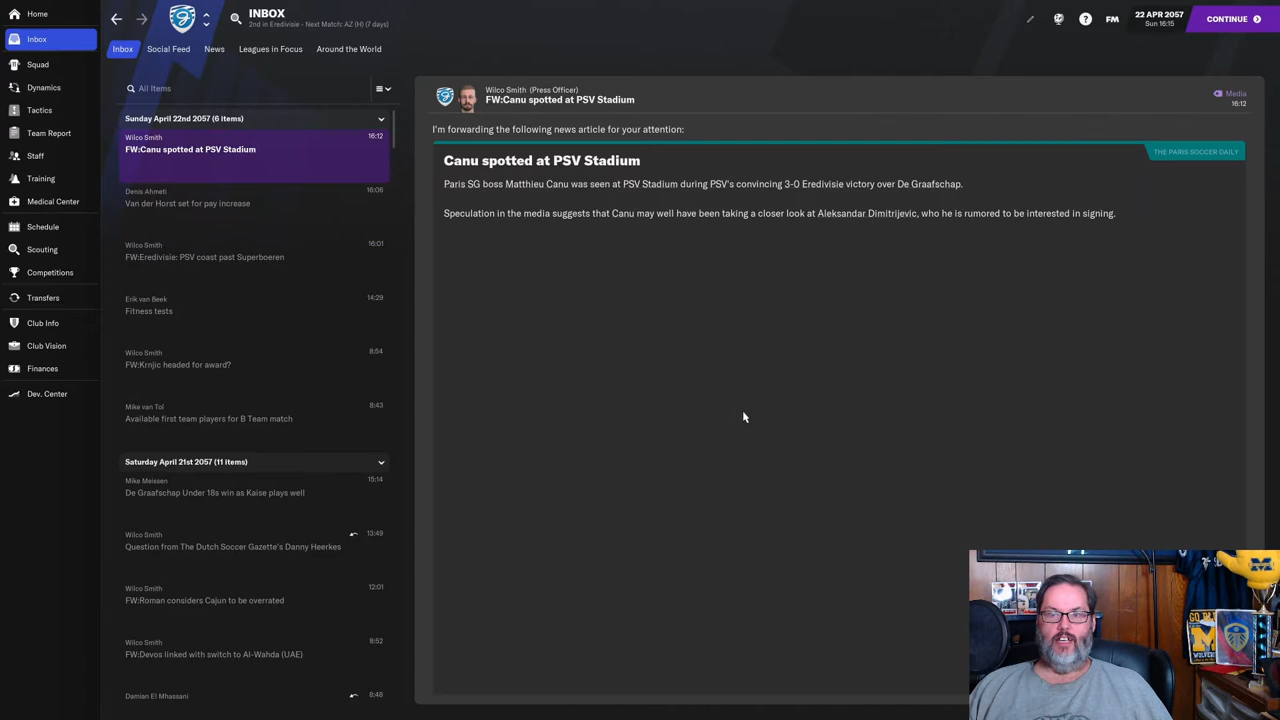 Home
Inbox
Squad
Dynamics
Tactics
Team Report
Staff
Training
Medical Center
Schedule
Scouting
Competitions
Transfers
Club Info
Club Vision
Finances
Dev. Center
INBOX
2nd in Eredivisie - Next Match: AZ (H) (7 days)
FM
22 APR 2057
Sun 16:15
CONTINUE
Inbox Social Feed News Leagues in Focus Around the World
All Items
Sunday April 22nd 2057 (6 items)
Wilco Smith 16:12
FW:Canu spotted at PSV Stadium
Denis Ahmeti 16:06
Van der Horst set for pay increase
Wilco Smith 16:01
FW:Eredivisie: PSV coast past Superboeren
Erik van Beek 14:29
Fitness tests
Wilco Smith 8:54
FW:Krnjic headed for award?
Mike van Tol 8:43
Available first team players for B Team match
Saturday April 21st 2057 (11 items)
Mike Meissen 15:14
De Graafschap Under 18s win as Kaise plays well
Wilco Smith 13:49
Question from The Dutch Soccer Gazette's Danny Heerkes
Wilco Smith 12:01
FW:Roman considers Cajun to be overrated
Wilco Smith 8:52
FW:Devos linked with switch to Al-Wahda (UAE)
Damian El Mhassani 8:48
Wilco Smith (Press Officer)
FW:Canu spotted at PSV Stadium
Media
16:12
I'm forwarding the following news article for your attention:
THE PARIS SOCCER DAILY
Canu spotted at PSV Stadium
Paris SG boss Matthieu Canu was seen at PSV Stadium during PSV's convincing 3-0 Eredivisie victory over De Graafschap.
Speculation in the media suggests that Canu may well have been taking a closer look at Aleksandar Dimitrijevic, who he is rumored to be interested in signing.